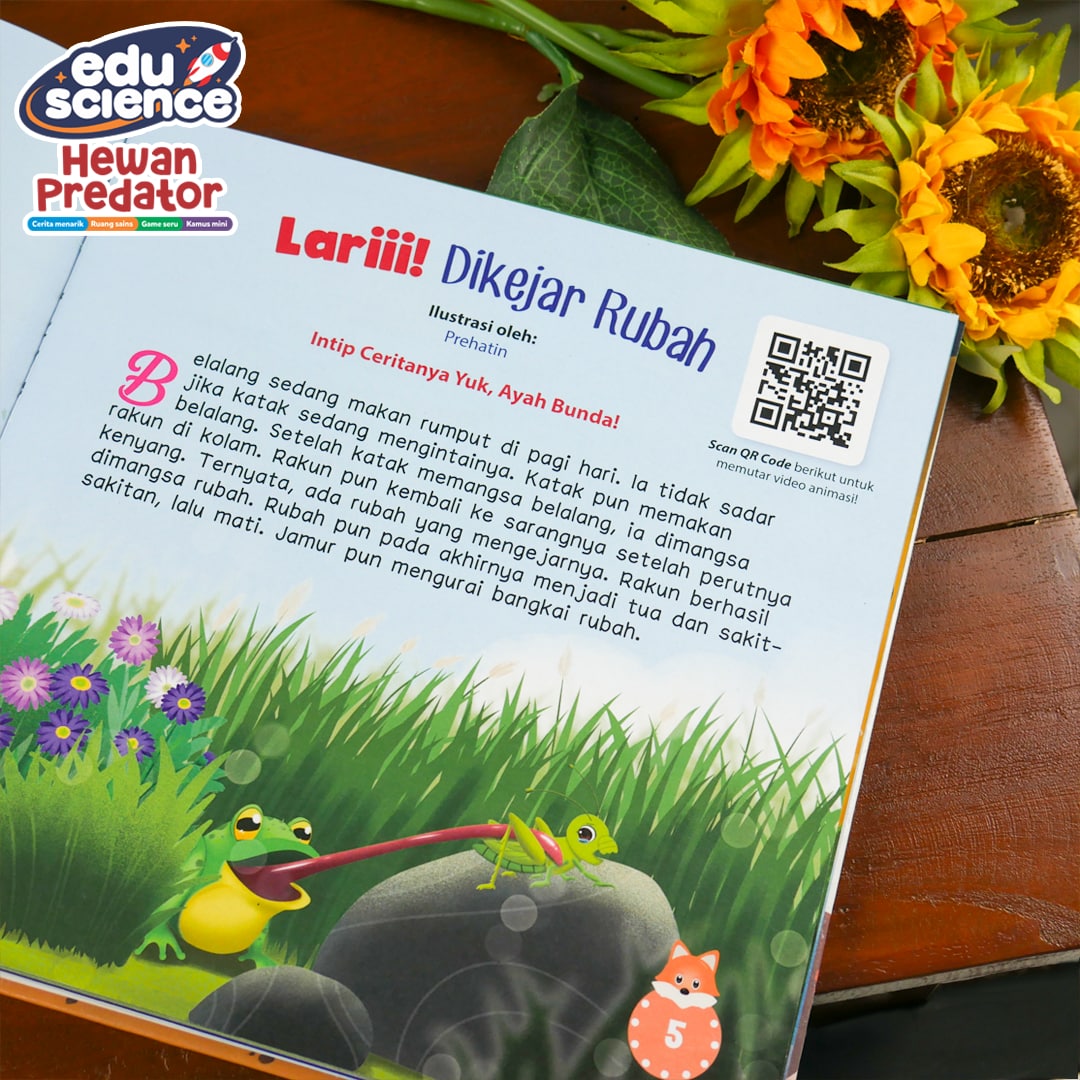 edu
science
Hewan
Predator
Cerita menarik Ruang sains Game seru Kamus mini
Lariii! Dikejar Rubah
Ilustrasi oleh:
Prehatin
Intip Ceritanya Yuk, Ayah Bunda!
Belalang sedang makan rumput di pagi hari. Ia tidak sadar
jika katak sedang mengintainya. Katak pun memakan
belalang. Setelah katak memangsa belalang, ia dimangsa
rakun di kolam. Rakun pun kembali ke sarangnya setelah perutnya
kenyang. Ternyata, ada rubah yang mengejarnya. Rakun berhasil
dimangsa rubah. Rubah pun pada akhirnya menjadi tua dan sakit-
sakitan, lalu mati. Jamur pun mengurai bangkai rubah.
Scan QR Code berikut untuk
memutar video animasi!
5